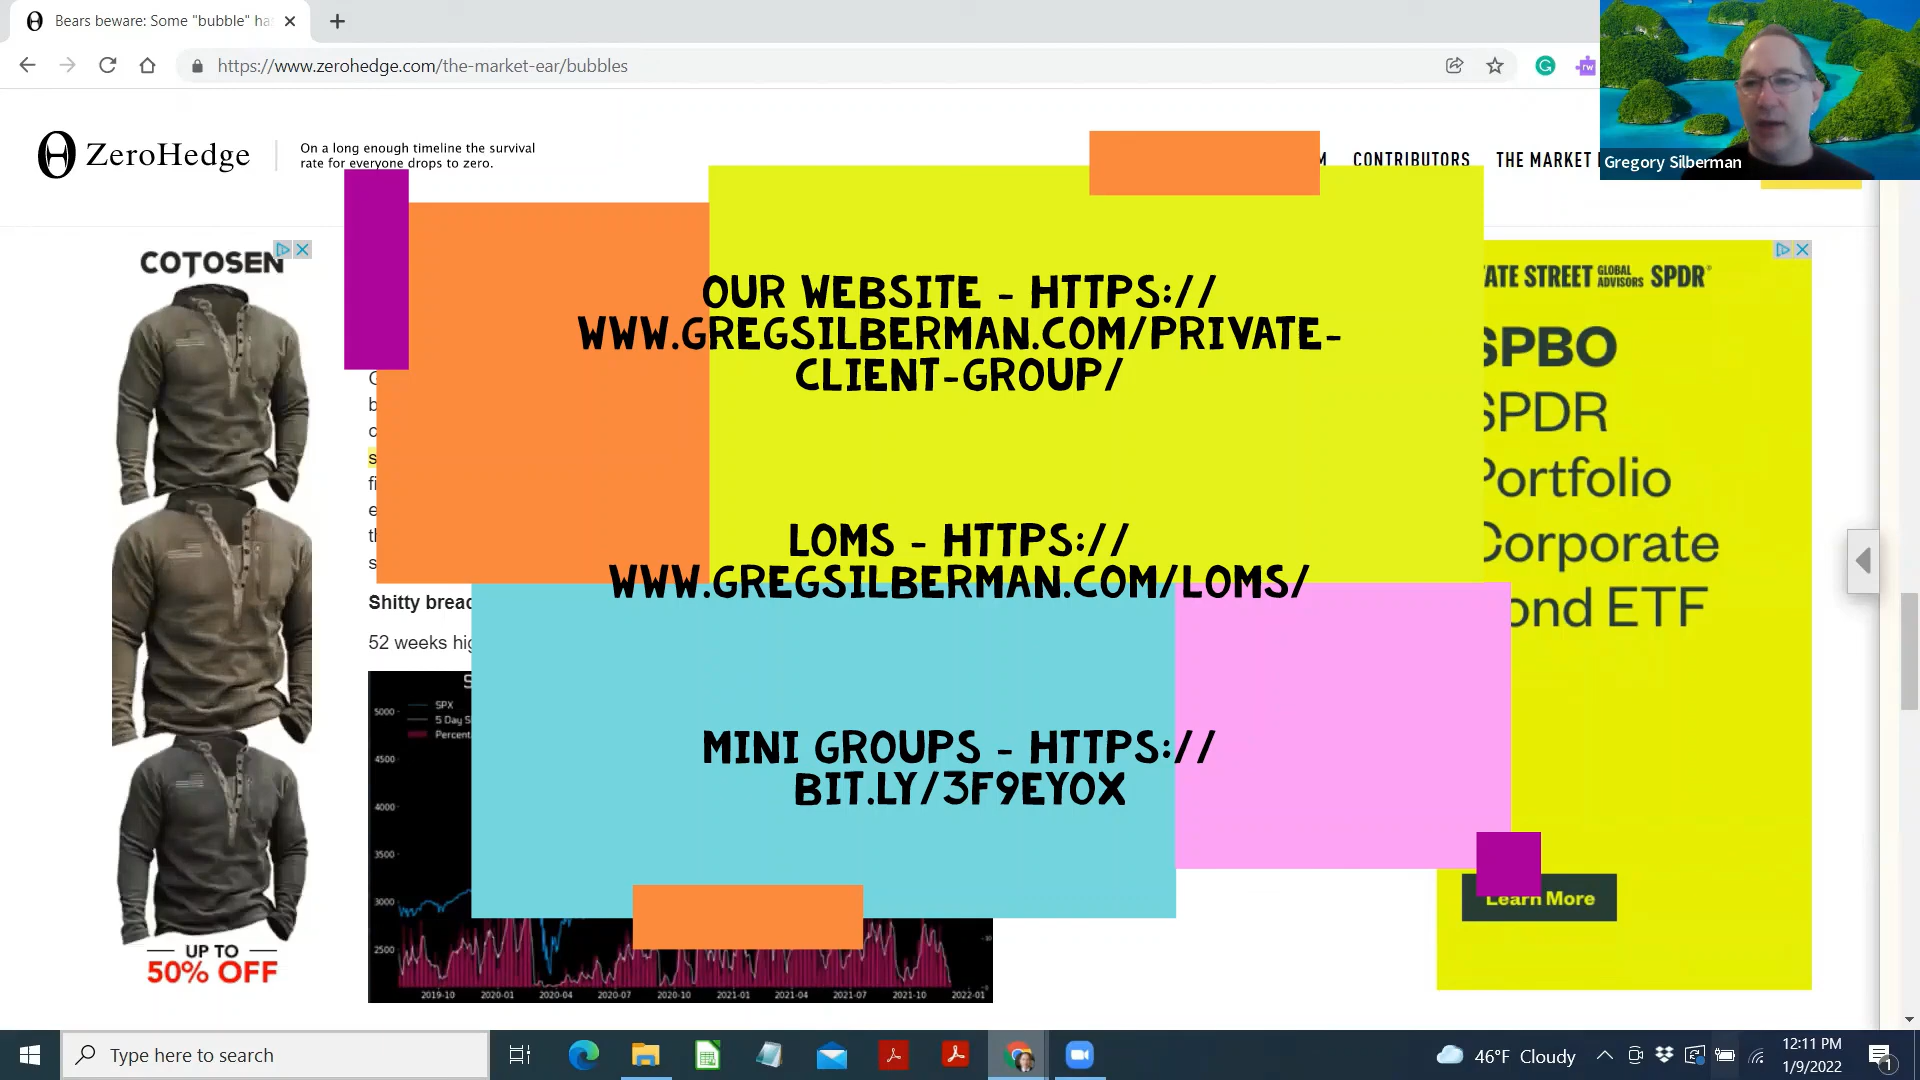 Bears beware: Some "bubble" ha
https://www.zerohedge.com/the-market-ear/bubbles
ZeroHedge
On a long enough timeline the survival
rate for everyone drops to zero.
CONTRIBUTORS
THE MARKET
Gregory Silberman
COTOSEN
UP TO
50% OFF
OUR WEBSITE - HTTPS://
WWW.GREGSILBERMAN.COM/PRIVATE-
CLIENT-GROUP/
LOMS - HTTPS://
WWW.GREGSILBERMAN.COM/LOMS/
MINI GROUPS - HTTPS://
BIT.LY/3F9EYOX
Shitty bread
52 weeks hig
SPX
5 Day S
Percent
5000
4500
4000
3500
3000
2500
2019-10 2020-01 2020-04 2020-07 2020-10 2021-01 2021-04 2021-07 2021-10 2022-01
ATE STREET GLOBAL ADVISORS SPDR®
SPBO
SPDR
Portfolio
Corporate
ond ETF
Learn More
Type here to search
46°F Cloudy
12:11 PM
1/9/2022
1